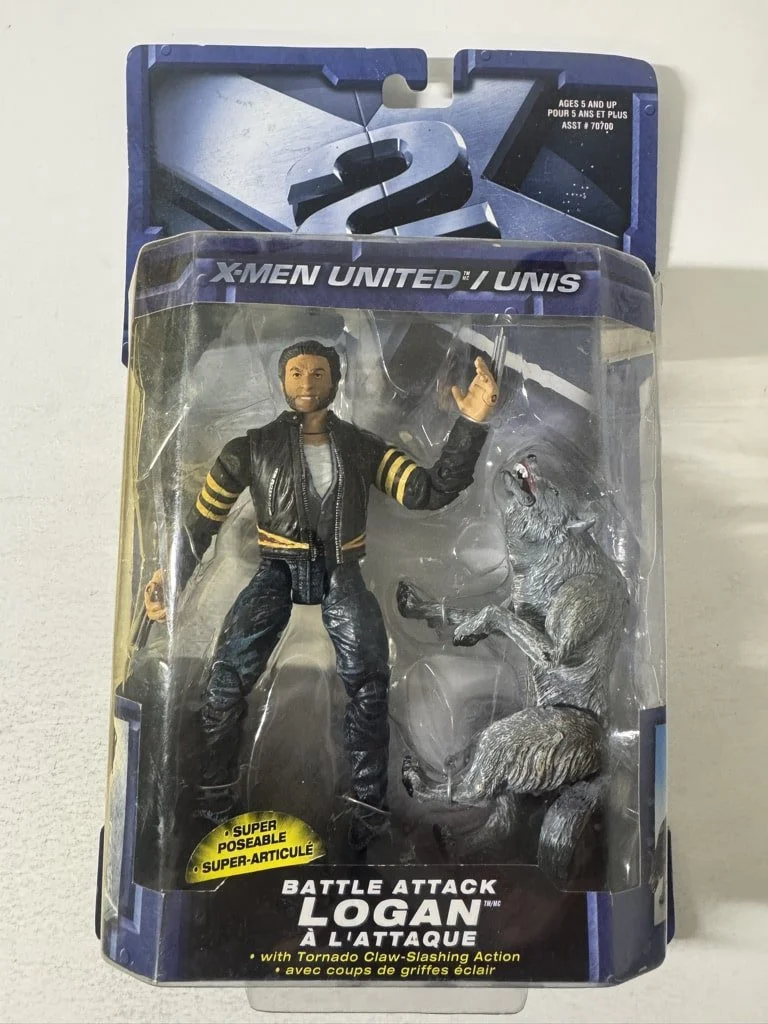 AGES 5 AND UP
POUR 5 ANS ET PLUS
ASST # 70700
2
X-MEN UNITED™ MC / UNIS
• SUPER
POSEABLE
• SUPER-ARTICULÉ
BATTLE ATTACK
LOGAN™/MC
À L'ATTAQUE
• with Tornado Claw-Slashing Action
• avec coups de griffes éclair